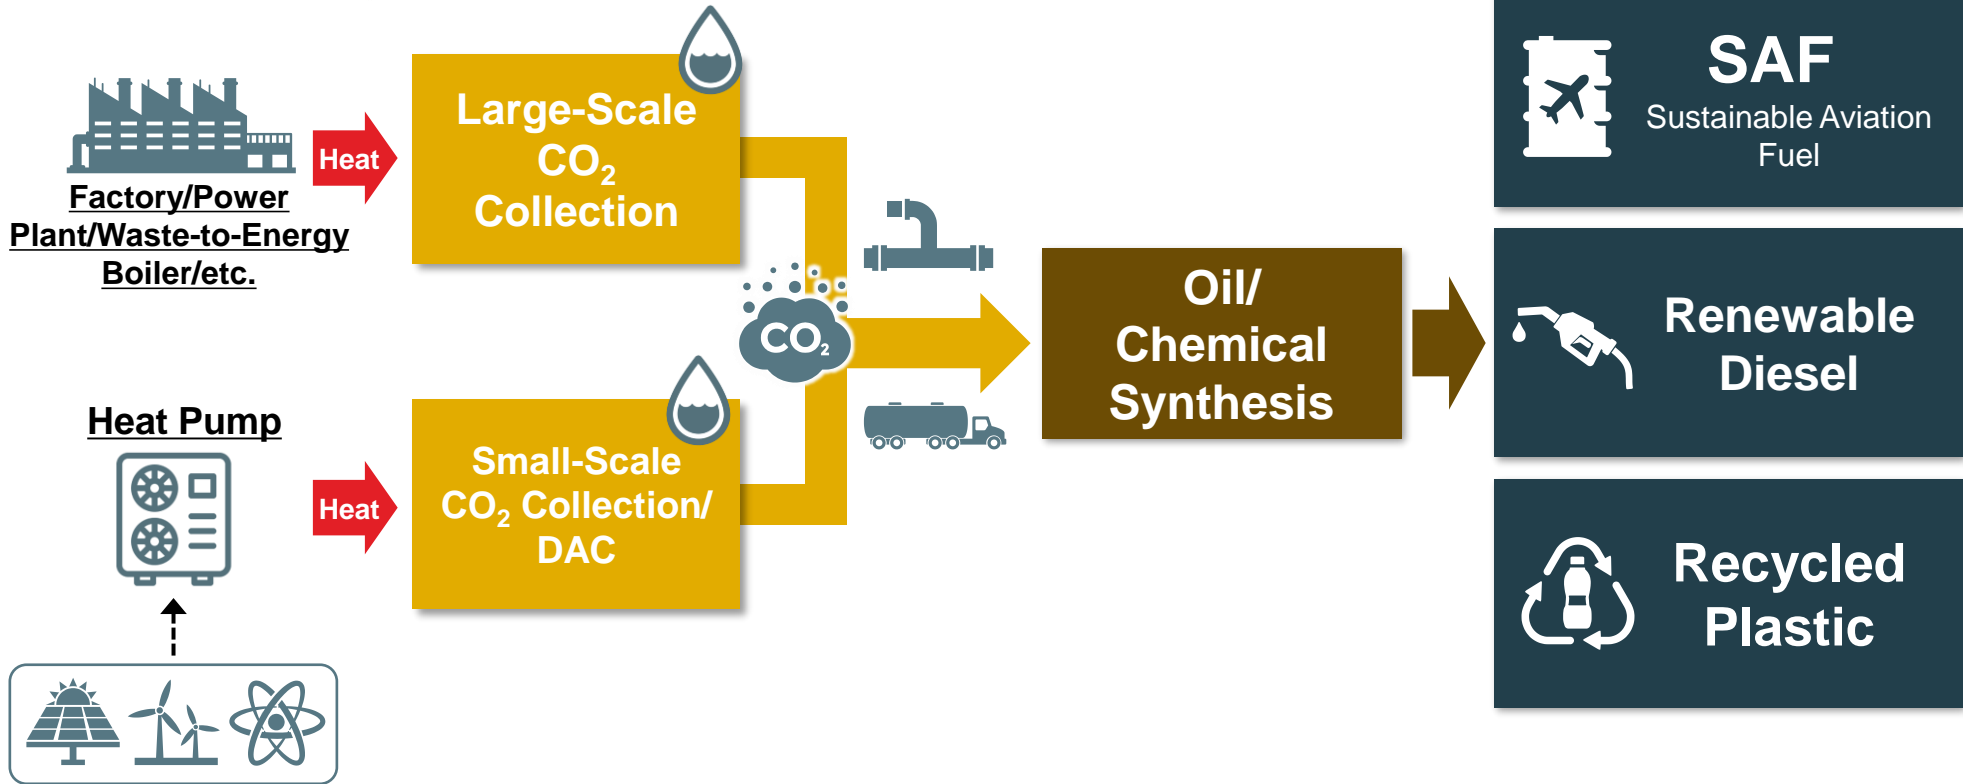 Factory/Power
Plant/Waste-to-Energy
Boiler/etc.
Heat
Large-Scale
CO₂
Collection
Heat Pump
Heat
Small-Scale
CO₂ Collection/
DAC
CO₂
Oil/
Chemical
Synthesis
SAF
Sustainable Aviation
Fuel
Renewable
Diesel
Recycled
Plastic